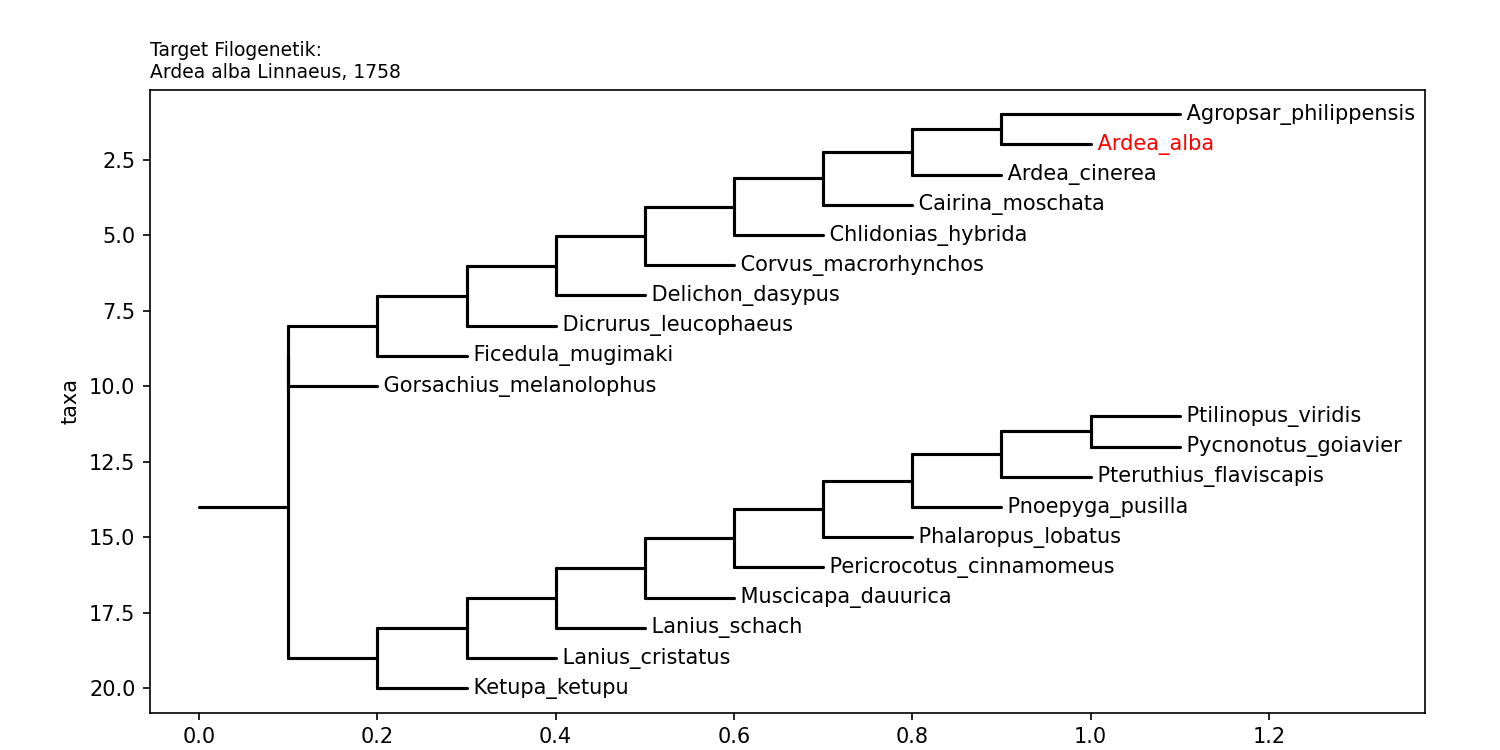 Target Filogenetik:
Ardea alba Linnaeus, 1758
Agropsar_philippensis
Ardea_alba
2.5
Ardea_cinerea
Cairina_moschata
5.0
Chlidonias_hybrida
Corvus_macrorhynchos
Delichon_dasypus
7.5
Dicrurus_leucophaeus
Ficedula_mugimaki
10.0
Gorsachius_melanolophus
taxa
Ptilinopus_viridis
Pycnonotus_goiavier
12.5
Pteruthius_flaviscapis
Pnoepyga_pusilla
15.0
Phalaropus_lobatus
Pericrocotus_cinnamomeus
Muscicapa_dauurica
17.5
Lanius_schach
Lanius_cristatus
20.0
Ketupa_ketupu
0.0 0.2 0.4 0.6 0.8 1.0 1.2